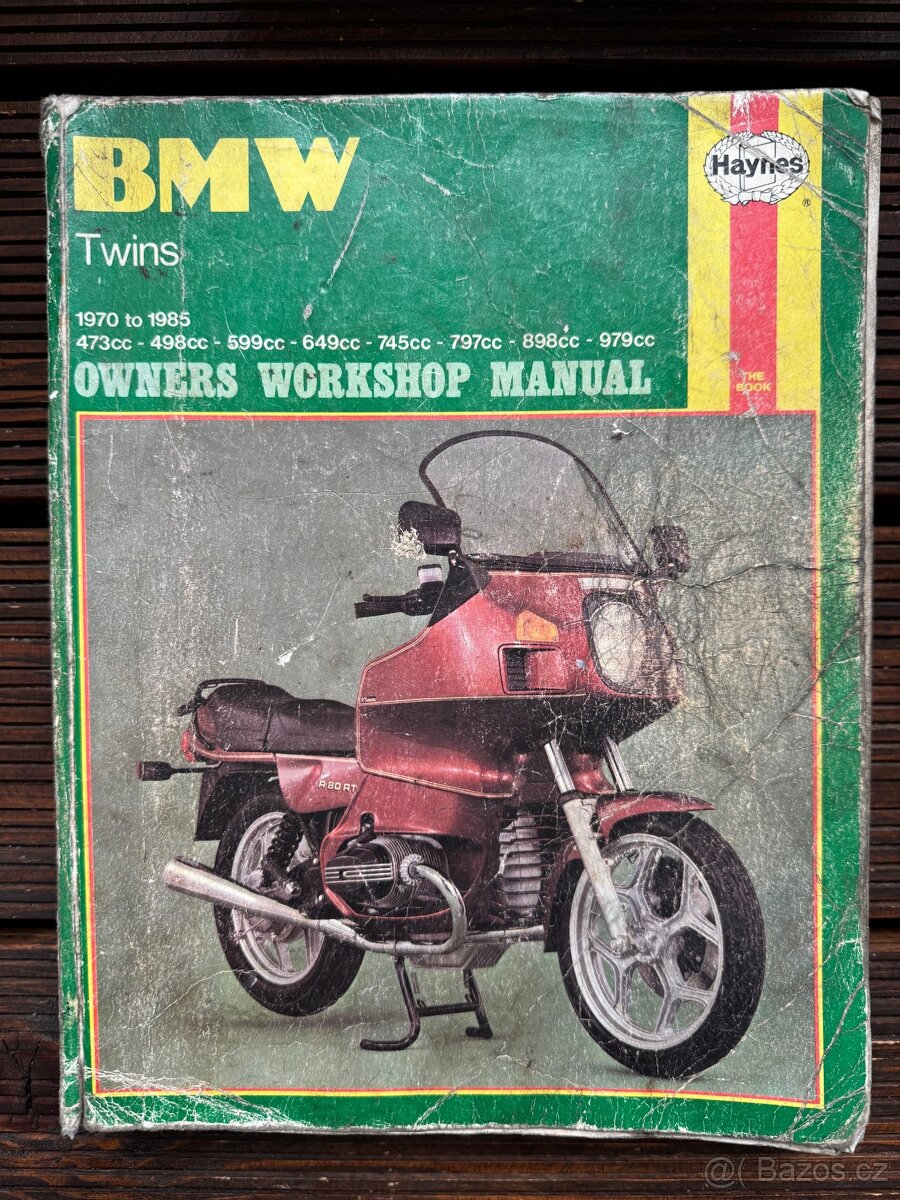 BMW
Haynes
®
Twins
1970 to 1985
473cc - 498cc - 599cc - 649cc - 745cc - 797cc - 898cc - 979cc
OWNERS WORKSHOP MANUAL
THE
BOOK
R 80 RT
@( Bazos.cz